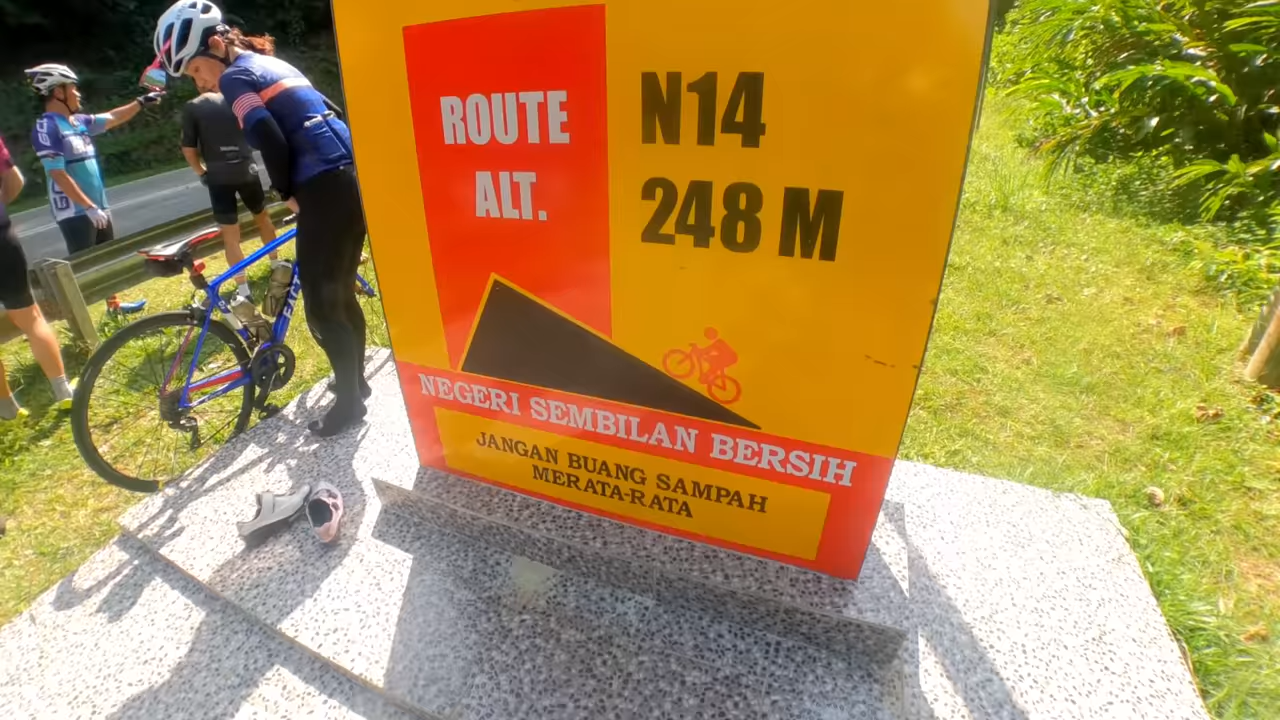 ROUTE
ALT.
N14
248 M
NEGERI SEMBILAN BERSIH
JANGAN BUANG SAMPAH
MERATA-RATA